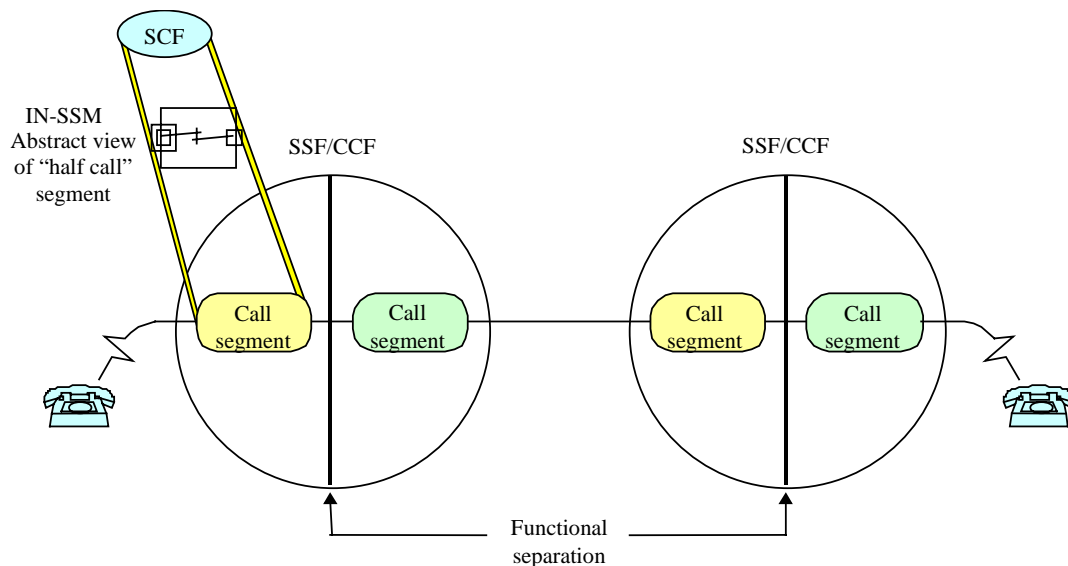 SCF
IN-SSM
Abstract view
of “half call”
segment
SSF/CCF
SSF/CCF
Call
segment
Call
segment
Call
segment
Call
segment
Functional
separation